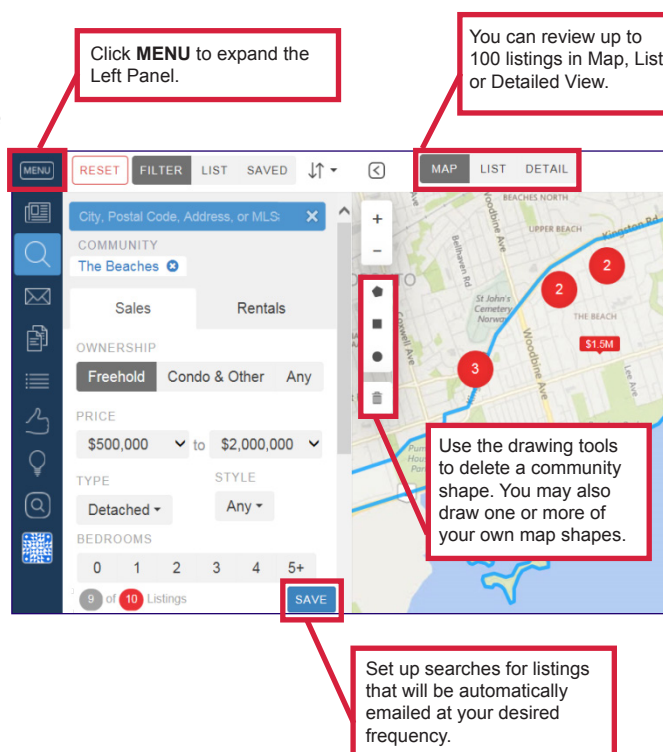 Click MENU to expand the
Left Panel.
You can review up to
100 listings in Map, List
or Detailed View.
MENU
RESET
FILTER LIST SAVED
MAP LIST DETAIL
City, Postal Code, Address, or MLS
COMMUNITY
The Beaches
Sales Rentals
OWNERSHIP
Freehold Condo & Other Any
PRICE
$500,000 to $2,000,000
TYPE STYLE
Detached Any
BEDROOMS
0 1 2 3 4 5+
9 of 10 Listings
SAVE
BEACHES NORTH
UPPER BEACH
Kingston Rd
Woodbine Ave
Bellhaven Rd
St John's
Cemetery
Norway
Coxwell Ave
THE BEACH
2
2
3
$1.5M
Woodbine Ave
Lee Ave
Use the drawing tools
to delete a community
shape. You may also
draw one or more of
your own map shapes.
Set up searches for listings
that will be automatically
emailed at your desired
frequency.